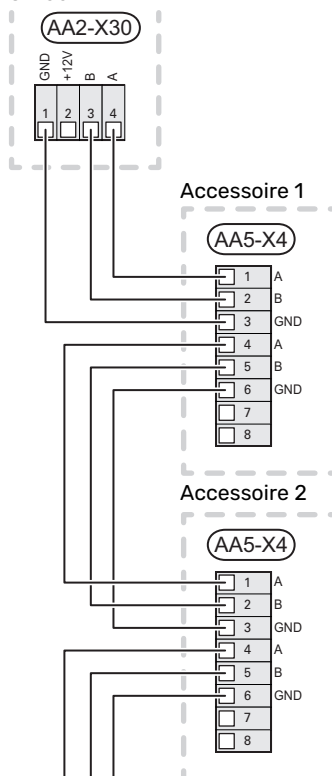 AA2-X30
GND
+12V
B
A
1 2 3 4
Accessoire 1
AA5-X4
1 A
2 B
3 GND
4 A
5 B
6 GND
7
8
Accessoire 2
AA5-X4
1 A
2 B
3 GND
4 A
5 B
6 GND
7
8